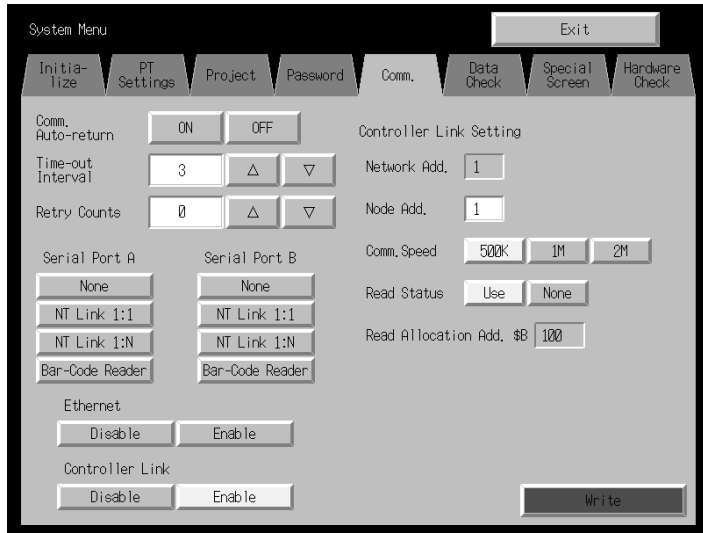 System Menu
Exit
Initia-
lize
PT
Settings
Project
Password
Comm.
Data
Check
Special
Screen
Hardware
Check
Comm.
Auto-return
ON
OFF
Time-out
Interval
3
△
▽
Retry Counts
0
△
▽
Serial Port A
None
NT Link 1:1
NT Link 1:N
Bar-Code Reader
Serial Port B
None
NT Link 1:1
NT Link 1:N
Bar-Code Reader
Ethernet
Disable
Enable
Controller Link
Disable
Enable
Controller Link Setting
Network Add.
1
Node Add.
1
Comm.Speed
500K
1M
2M
Read Status
Use
None
Read Allocation Add. $B
100
Write